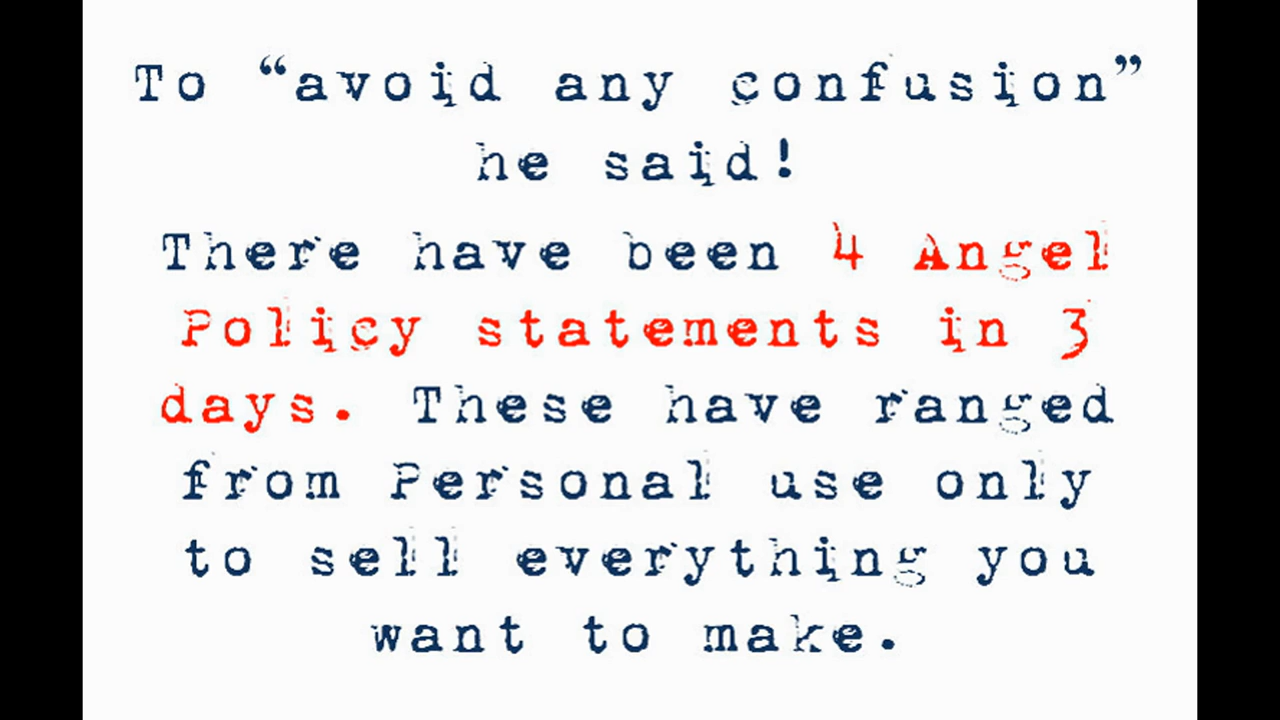 To “avoid any confusion”
he said!
There have been 4 Angel
Policy statements in 3
days. These have ranged
from Personal use only
to sell everything you
want to make.